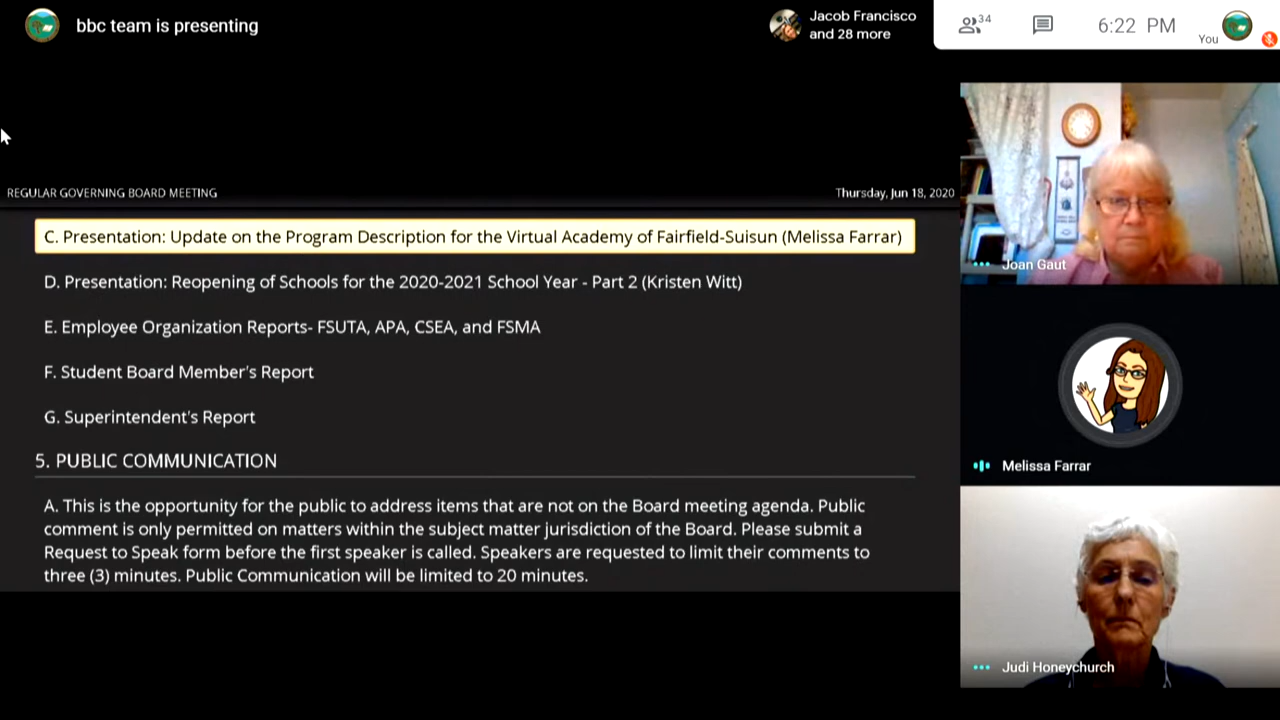 bbc team is presenting
Jacob Francisco
and 28 more
34
6:22 PM
You
REGULAR GOVERNING BOARD MEETING
Thursday, Jun 18, 2020
C. Presentation: Update on the Program Description for the Virtual Academy of Fairfield-Suisun (Melissa Farrar)
D. Presentation: Reopening of Schools for the 2020-2021 School Year - Part 2 (Kristen Witt)
E. Employee Organization Reports- FSUTA, APA, CSEA, and FSMA
F. Student Board Member's Report
G. Superintendent's Report
5. PUBLIC COMMUNICATION
A. This is the opportunity for the public to address items that are not on the Board meeting agenda. Public
comment is only permitted on matters within the subject matter jurisdiction of the Board. Please submit a
Request to Speak form before the first speaker is called. Speakers are requested to limit their comments to
three (3) minutes. Public Communication will be limited to 20 minutes.
Joan Gaut
Melissa Farrar
Judi Honeychurch